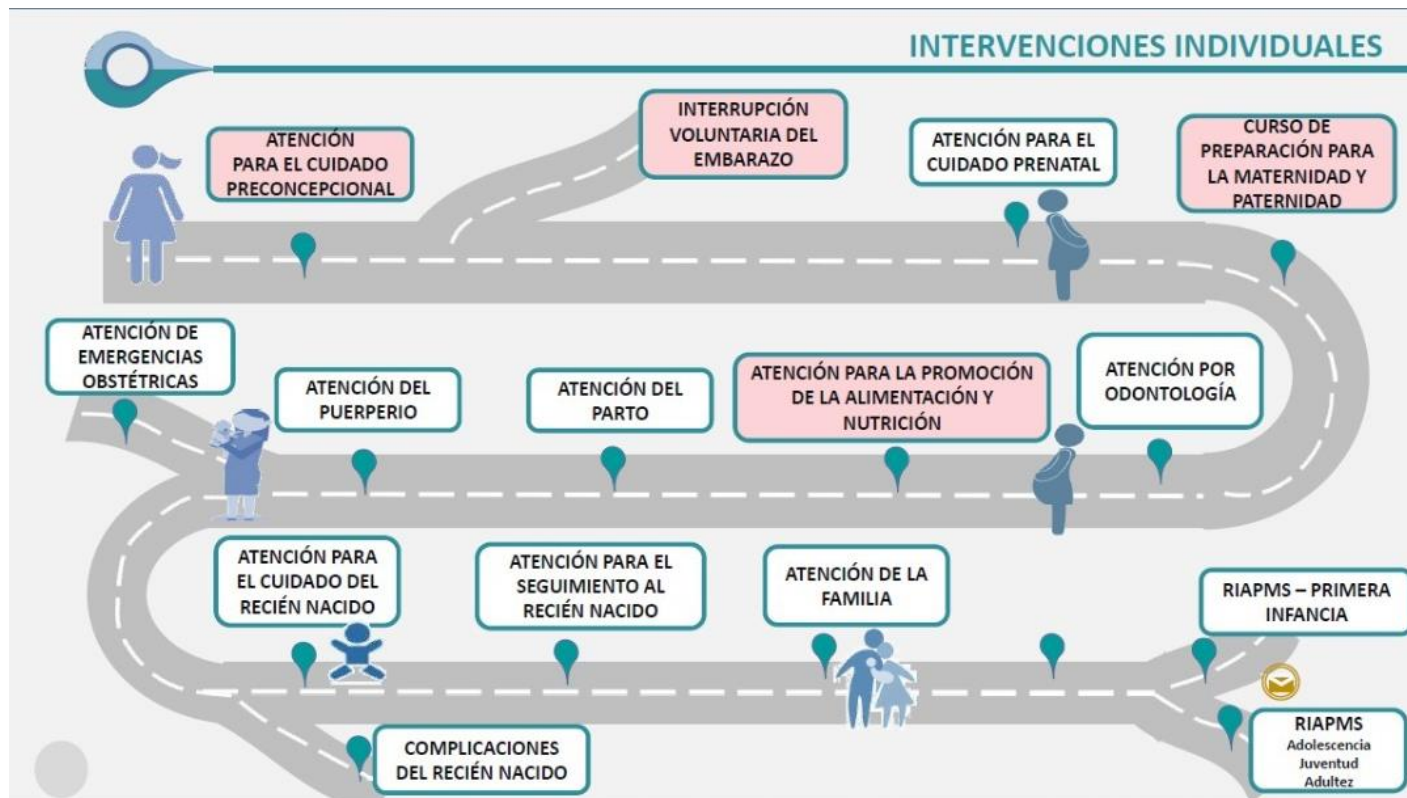 INTERVENCIONES INDIVIDUALES
ATENCIÓN
PARA EL CUIDADO
PRECONCEPCIONAL
INTERRUPCIÓN
VOLUNTARIA DEL
EMBARAZO
ATENCIÓN PARA EL
CUIDADO PRENATAL
CURSO DE
PREPARACIÓN PARA
LA MATERNIDAD Y
PATERNIDAD
ATENCIÓN DE
EMERGENCIAS
OBSTÉTRICAS
ATENCIÓN DEL
PUERPERIO
ATENCIÓN DEL
PARTO
ATENCIÓN PARA LA PROMOCIÓN
DE LA ALIMENTACIÓN Y
NUTRICIÓN
ATENCIÓN POR
ODONTOLOGÍA
ATENCIÓN PARA
EL CUIDADO DEL
RECIÉN NACIDO
ATENCIÓN PARA EL
SEGUIMIENTO AL
RECIÉN NACIDO
ATENCIÓN DE LA
FAMILIA
RIAPMS – PRIMERA
INFANCIA
COMPLICACIONES
DEL RECIÉN NACIDO
RIAPMS
Adolescencia
Juventud
Adultez